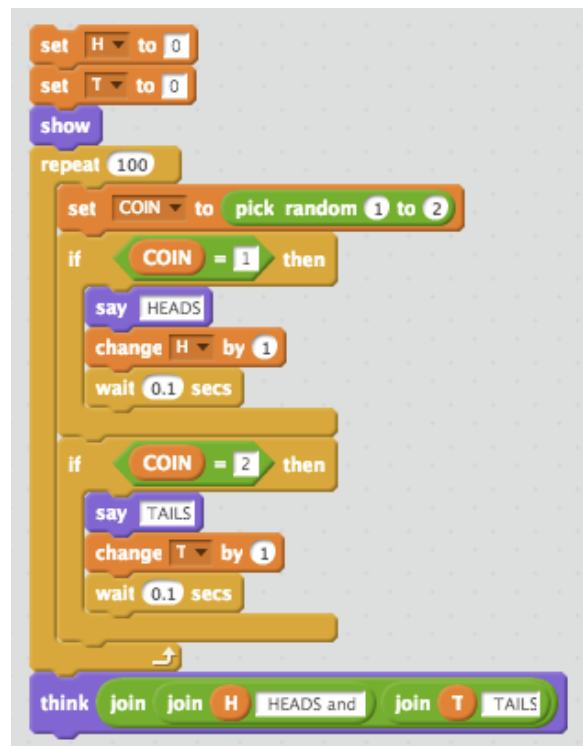 set H to 0
set T to 0
show
repeat 100
set COIN to pick random 1 to 2
if COIN = 1 then
say HEADS
change H by 1
wait 0.1 secs
if COIN = 2 then
say TAILS
change T by 1
wait 0.1 secs
think join join H HEADS and join T TAILS